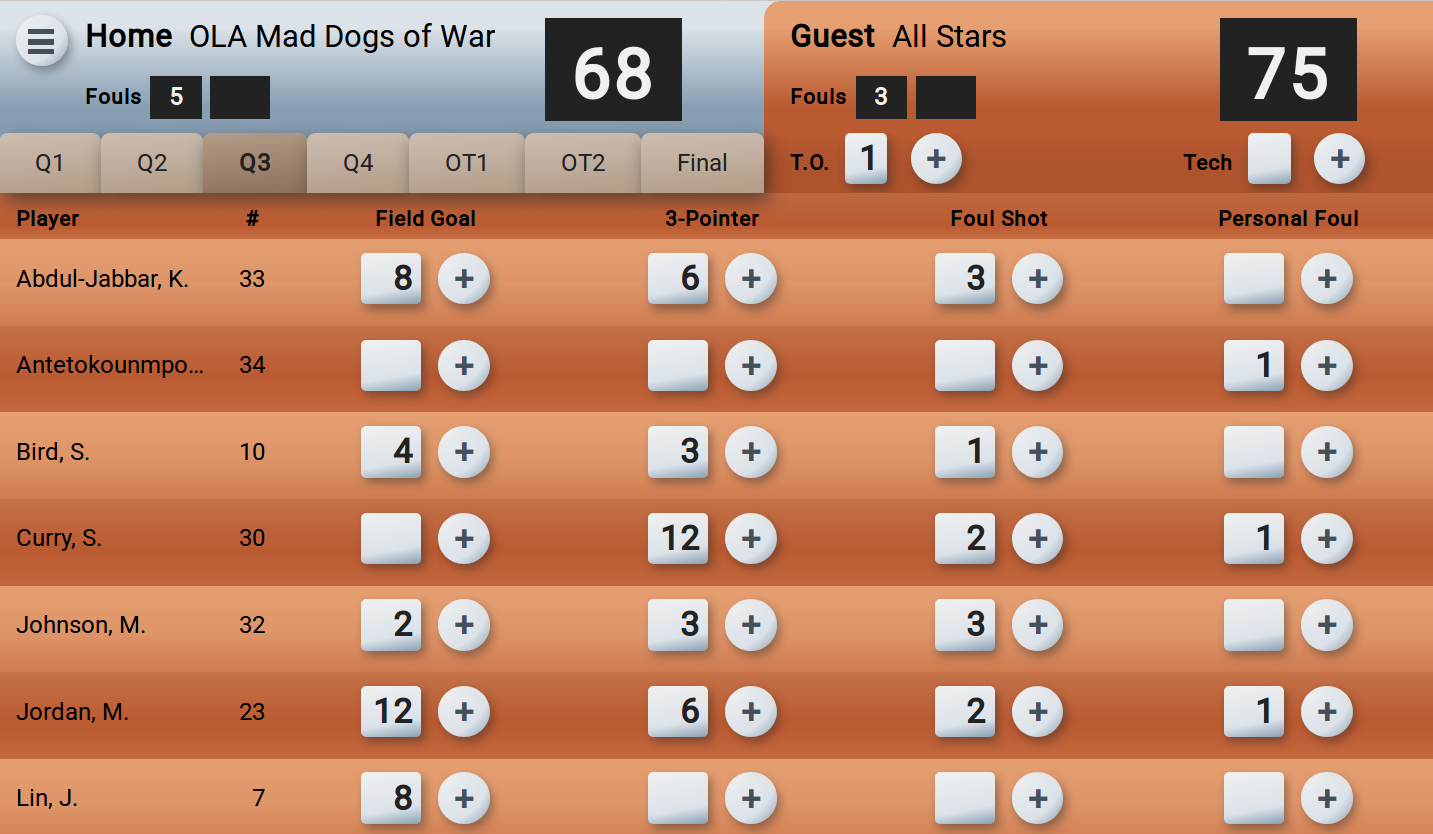 Home OLA Mad Dogs of War 68 Guest All Stars 75
Fouls 5 Fouls 3
Q1 Q2 Q3 Q4 OT1 OT2 Final T.O. 1 + Tech +
Player # Field Goal 3-Pointer Foul Shot Personal Foul
Abdul-Jabbar, K. 33 8 + 6 + 3 + +
Antetokounmpo... 34 + + + 1 +
Bird, S. 10 4 + 3 + 1 + +
Curry, S. 30 + 12 + 2 + 1 +
Johnson, M. 32 2 + 3 + 3 + +
Jordan, M. 23 12 + 6 + 2 + 1 +
Lin, J. 7 8 + + + +